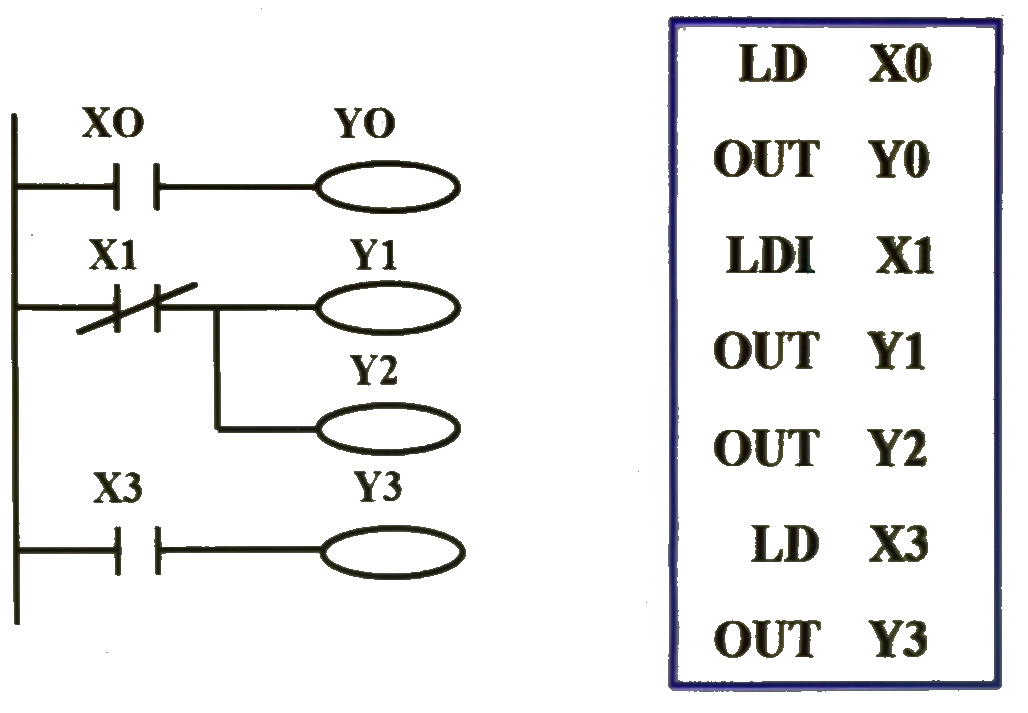 XO YO
X1 Y1
Y2
X3 Y3
LD X0
OUT Y0
LDI X1
OUT Y1
OUT Y2
LD X3
OUT Y3